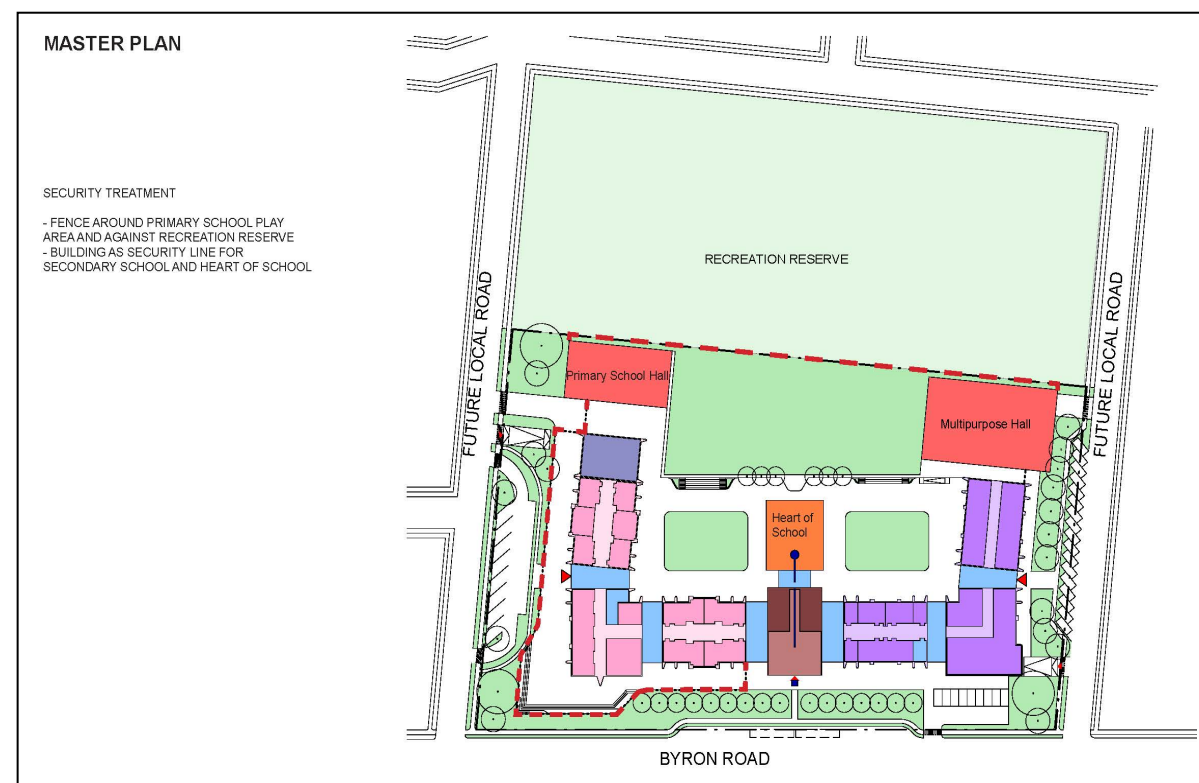 MASTER PLAN
SECURITY TREATMENT
- FENCE AROUND PRIMARY SCHOOL PLAY
AREA AND AGAINST RECREATION RESERVE
- BUILDING AS SECURITY LINE FOR
SECONDARY SCHOOL AND HEART OF SCHOOL
RECREATION RESERVE
FUTURE LOCAL ROAD
FUTURE LOCAL ROAD
Primary School Hall
Multipurpose Hall
Heart of
School
BYRON ROAD